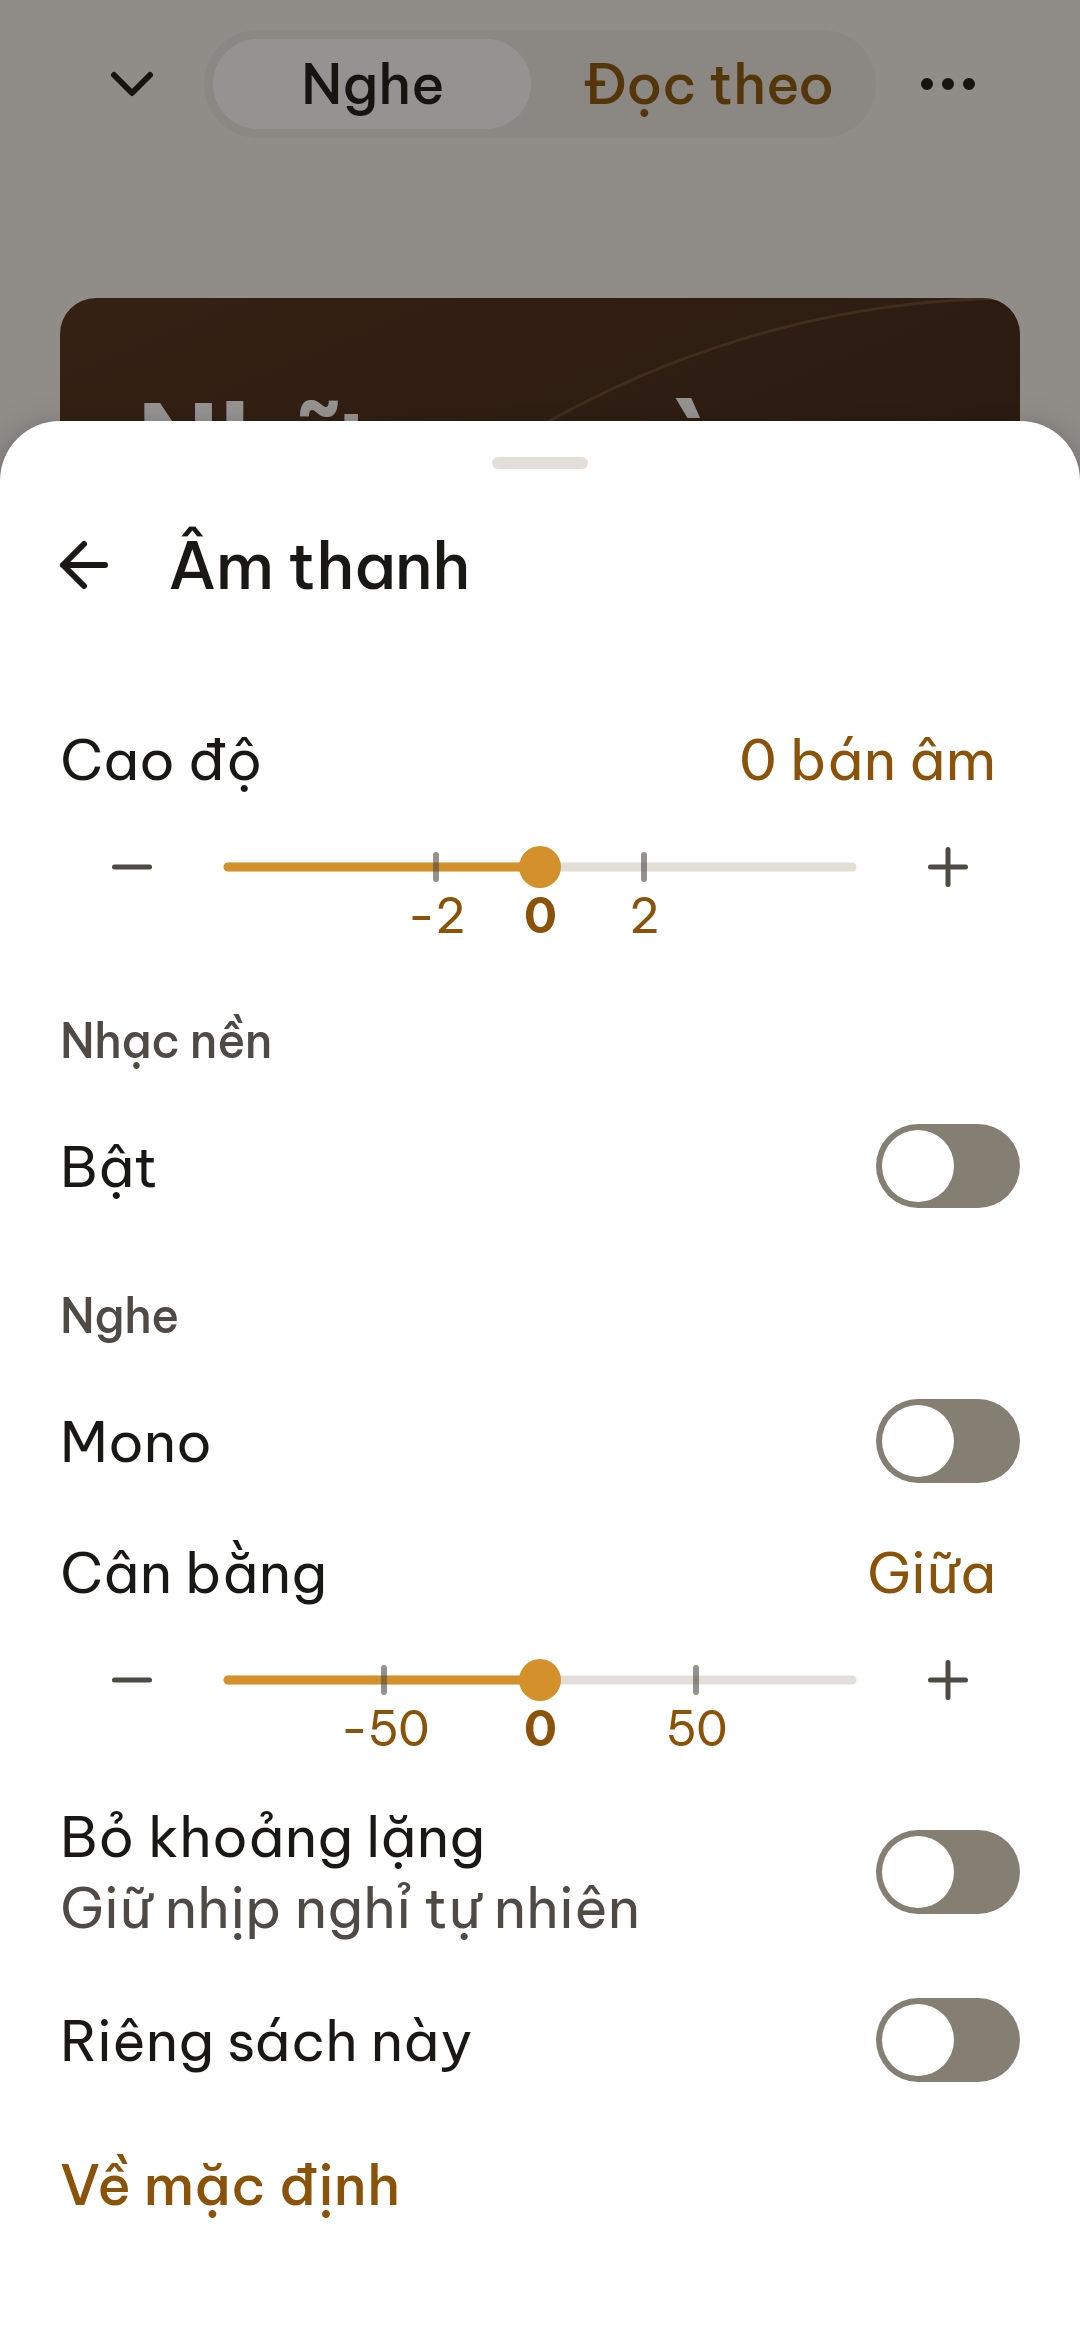 Nghe
Đọc theo
Âm thanh
Cao độ
0 bán âm
-2 0 2
Nhạc nền
Bật
Nghe
Mono
Cân bằng
Giữa
-50 0 50
Bỏ khoảng lặng
Giữ nhịp nghỉ tự nhiên
Riêng sách này
Về mặc định